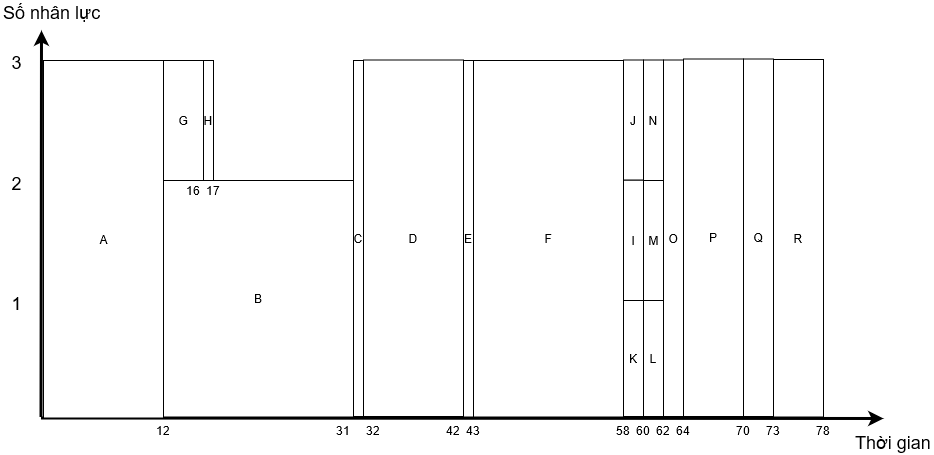 Số nhân lực
3
G H J N
2
16 17
A C D E F I M O P Q R
B
1
K L
12 31 32 42 43 58 60 62 64 70 73 78
Thời gian